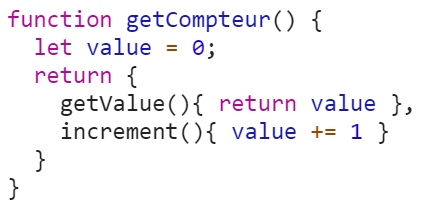 function getCompteur() {
  let value = 0;
  return {
    getValue(){ return value },
    increment(){ value += 1 }
  }
}